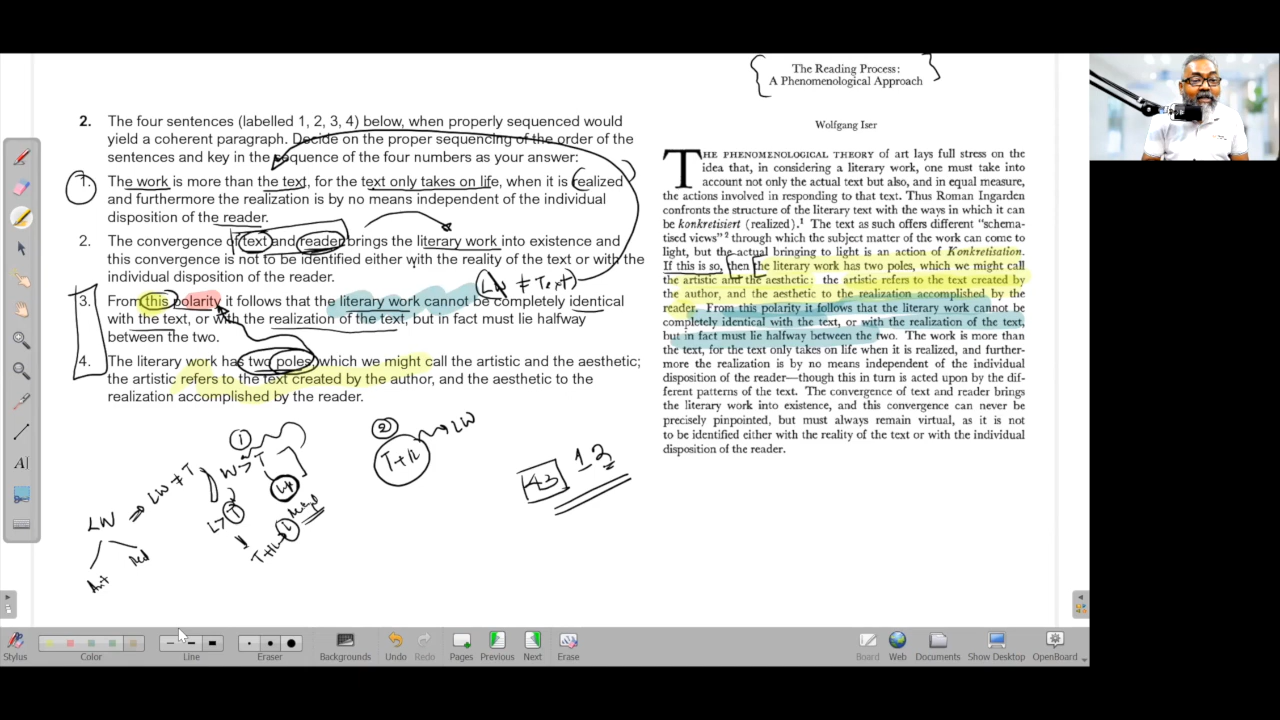 2. The four sentences (labelled 1, 2, 3, 4) below, when properly sequenced would
yield a coherent paragraph. Decide on the proper sequencing of the order of the
sentences and key in the sequence of the four numbers as your answer:
1. The work is more than the text, for the text only takes on life, when it is realized
and furthermore the realization is by no means independent of the individual
disposition of the reader.
2. The convergence of text and reader brings the literary work into existence and
this convergence is not to be identified either with the reality of the text or with the
individual disposition of the reader.
(LW ≠ Text)
3. From this polarity it follows that the literary work cannot be completely identical
with the text, or with the realization of the text, but in fact must lie halfway
between the two.
4. The literary work has two poles, which we might call the artistic and the aesthetic;
the artistic refers to the text created by the author, and the aesthetic to the
realization accomplished by the reader.
1
W > T
LW ⇒ LW ≠ T
2
T+R
LW
43 12
The Reading Process:
A Phenomenological Approach
Wolfgang Iser
THE PHENOMENOLOGICAL THEORY of art lays full stress on the
idea that, in considering a literary work, one must take into
account not only the actual text but also, and in equal measure,
the actions involved in responding to that text. Thus Roman Ingarden
confronts the structure of the literary text with the ways in which it can
be konkretisiert (realized).1 The text as such offers different "schema-
tised views"2 through which the subject matter of the work can come to
light, but the actual bringing to light is an action of Konkretisation.
If this is so, then the literary work has two poles, which we might call
the artistic and the aesthetic: the artistic refers to the text created by
the author, and the aesthetic to the realization accomplished by the
reader. From this polarity it follows that the literary work cannot be
completely identical with the text, or with the realization of the text,
but in fact must lie halfway between the two. The work is more than
the text, for the text only takes on life when it is realized, and further-
more the realization is by no means independent of the individual
disposition of the reader—though this in turn is acted upon by the dif-
ferent patterns of the text. The convergence of text and reader brings
the literary work into existence, and this convergence can never be
precisely pinpointed, but must always remain virtual, as it is not
to be identified either with the reality of the text or with the individual
disposition of the reader.
Stylus Color Line Eraser Backgrounds Undo Redo Pages Previous Next Erase Board Web Documents Show Desktop OpenBoard